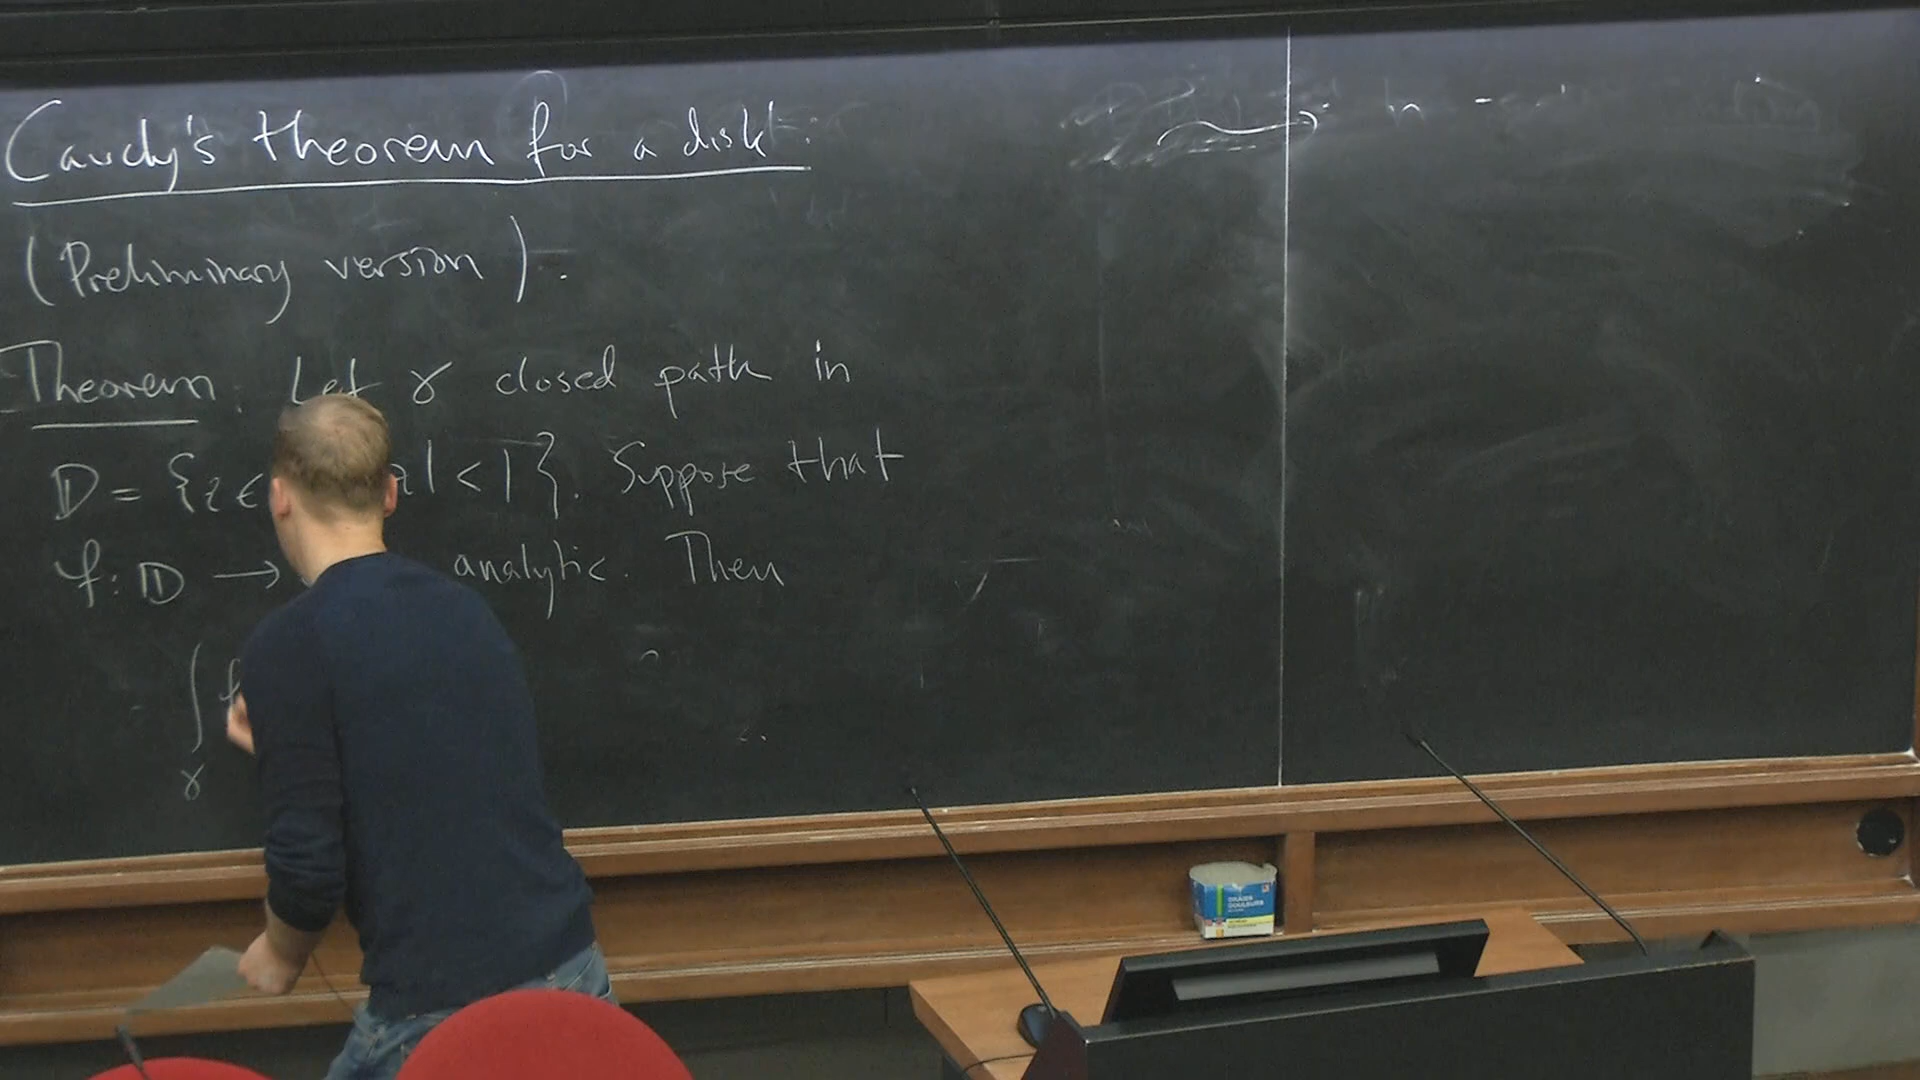 Cauchy's theorem for a disk:
(Preliminary version).
Theorem: Let γ closed path in
𝔻 = {z ∈ z| < 1}. Suppose that
f: 𝔻 → analytic. Then
∫ f
γ